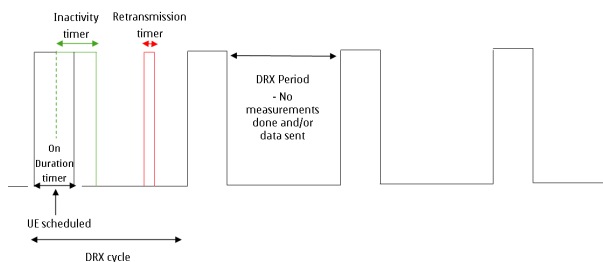 Inactivity
timer
Retransmission
timer
DRX Period
- No
measurements
done and/or
data sent
On
Duration
timer
UE scheduled
DRX cycle